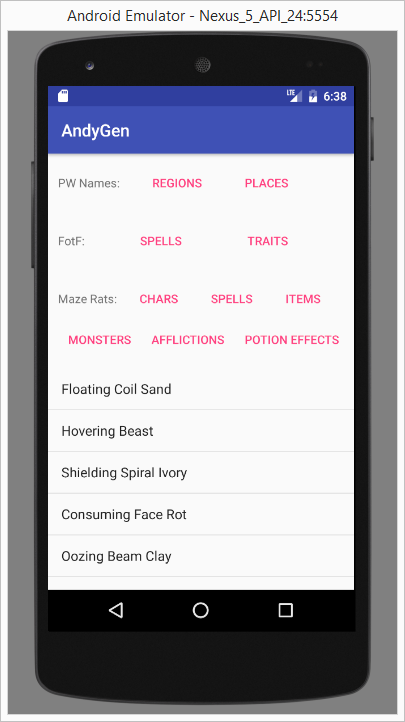 Android Emulator - Nexus_5_API_24:5554
LTE 6:38
AndyGen
PW Names: REGIONS PLACES
FotF: SPELLS TRAITS
Maze Rats: CHARS SPELLS ITEMS
MONSTERS AFFLICTIONS POTION EFFECTS
Floating Coil Sand
Hovering Beast
Shielding Spiral Ivory
Consuming Face Rot
Oozing Beam Clay